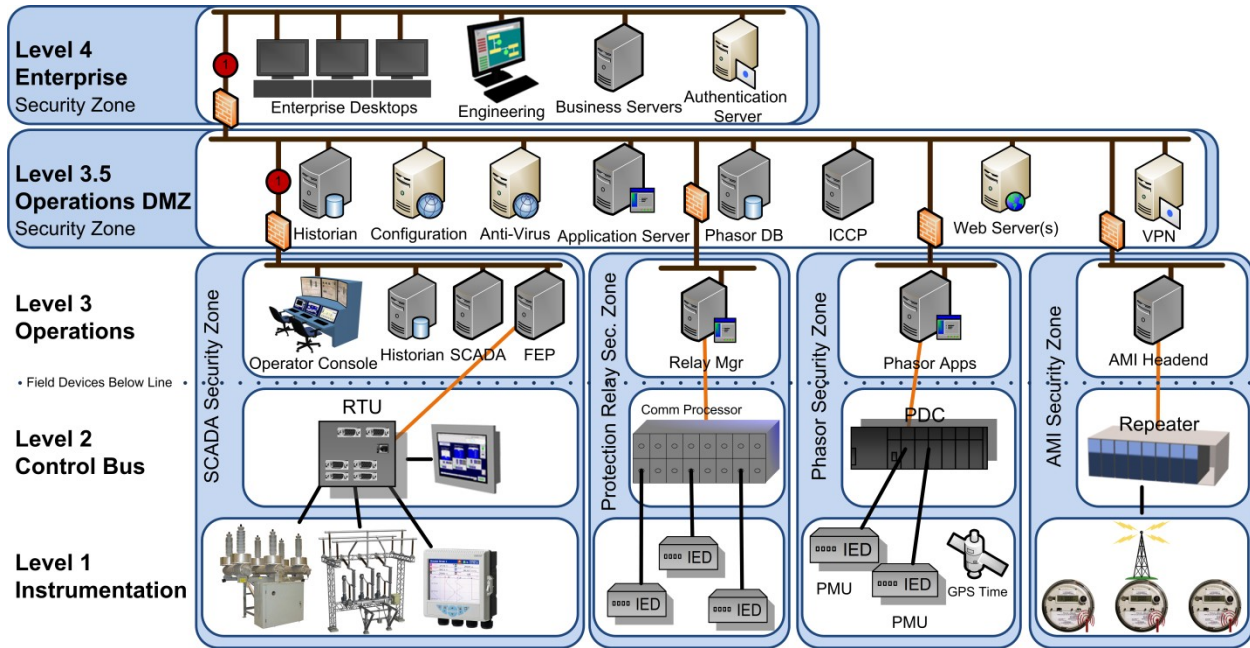 Level 4
Enterprise
Security Zone
1
Enterprise Desktops
Engineering
Business Servers
Authentication
Server
Level 3.5
Operations DMZ
Security Zone
1
Historian
Configuration
Anti-Virus
Application Server
Phasor DB
ICCP
Web Server(s)
VPN
Level 3
Operations
SCADA Security Zone
Operator Console
Historian
SCADA
FEP
Protection Relay Sec. Zone
Relay Mgr
Phasor Security Zone
Phasor Apps
AMI Security Zone
AMI Headend
• Field Devices Below Line
Level 2
Control Bus
RTU
Comm Processor
PDC
Repeater
Level 1
Instrumentation
IED
IED
IED
IED
PMU
IED
PMU
GPS Time